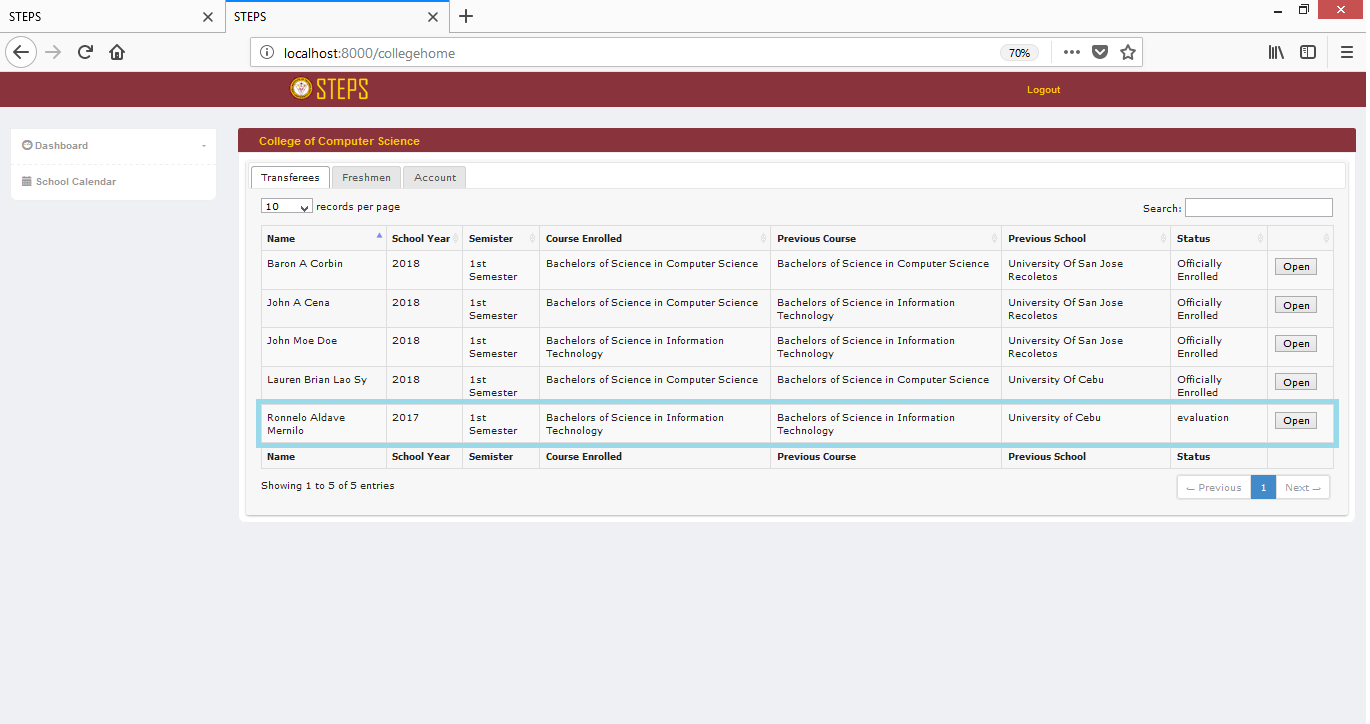 STEPS
STEPS
localhost:8000/collegehome 70%
STEPS Logout
Dashboard
School Calendar
College of Computer Science
Transferees Freshmen Account
10 records per page Search:
Name School Year Semister Course Enrolled Previous Course Previous School Status
Baron A Corbin 2018 1st Semester Bachelors of Science in Computer Science Bachelors of Science in Computer Science University Of San Jose Recoletos Officially Enrolled Open
John A Cena 2018 1st Semester Bachelors of Science in Computer Science Bachelors of Science in Information Technology University Of San Jose Recoletos Officially Enrolled Open
John Moe Doe 2018 1st Semester Bachelors of Science in Information Technology Bachelors of Science in Information Technology University Of San Jose Recoletos Officially Enrolled Open
Lauren Brian Lao Sy 2018 1st Semester Bachelors of Science in Computer Science Bachelors of Science in Computer Science University Of Cebu Officially Enrolled Open
Ronnelo Aldave Mernilo 2017 1st Semester Bachelors of Science in Information Technology Bachelors of Science in Information Technology University of Cebu evaluation Open
Name School Year Semister Course Enrolled Previous Course Previous School Status
Showing 1 to 5 of 5 entries ← Previous 1 Next →